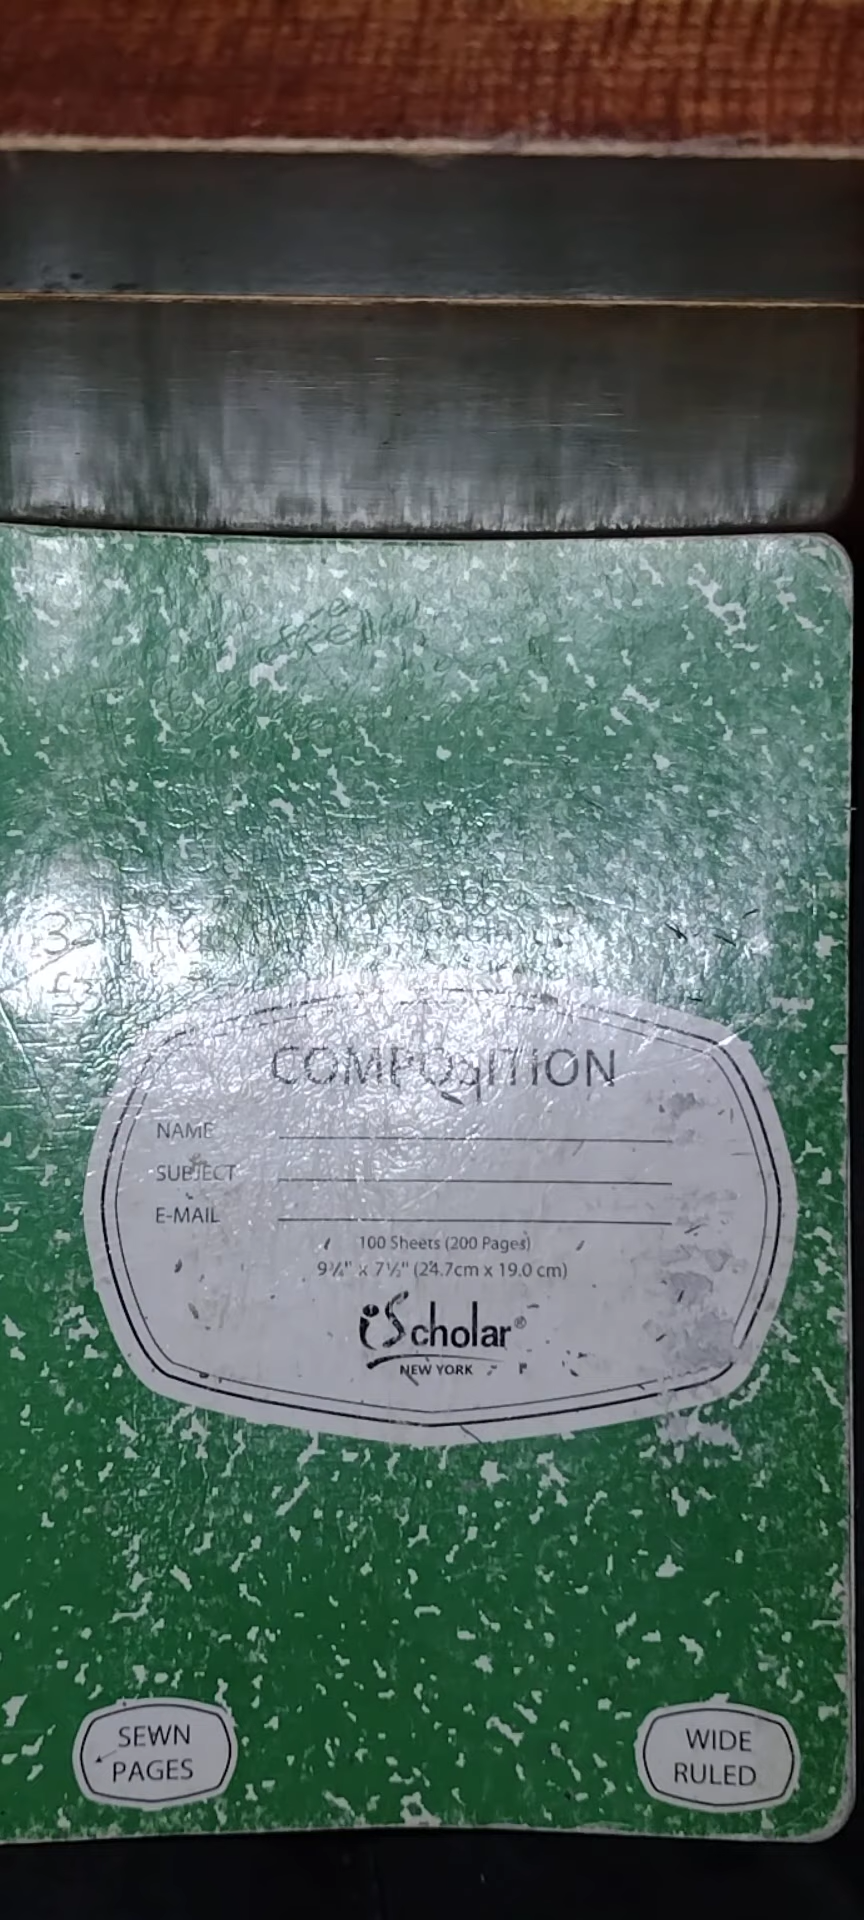 COMPOSITION
NAME
SUBJECT
E-MAIL
100 Sheets (200 Pages)
9¾" x 7½" (24.7cm x 19.0 cm)
iScholar®
NEW YORK
SEWN
PAGES
WIDE
RULED